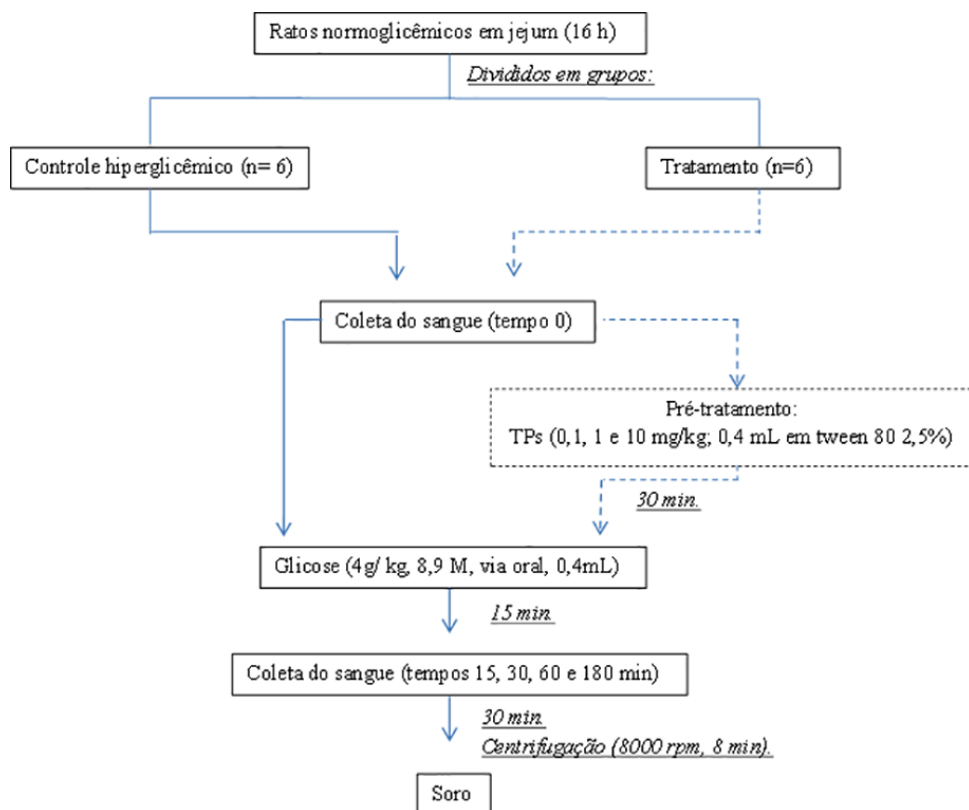 Ratos normoglicêmicos em jejum (16 h)
Divididos em grupos:
Controle hiperglicêmico (n= 6)
Tratamento (n=6)
Coleta do sangue (tempo 0)
Pré-tratamento:
TPs (0,1, 1 e 10 mg/kg; 0,4 mL em tween 80 2,5%)
30 min.
Glicose (4g/ kg, 8,9 M, via oral, 0,4mL)
15 min.
Coleta do sangue (tempos 15, 30, 60 e 180 min)
30 min.
Centrifugação (8000 rpm, 8 min).
Soro